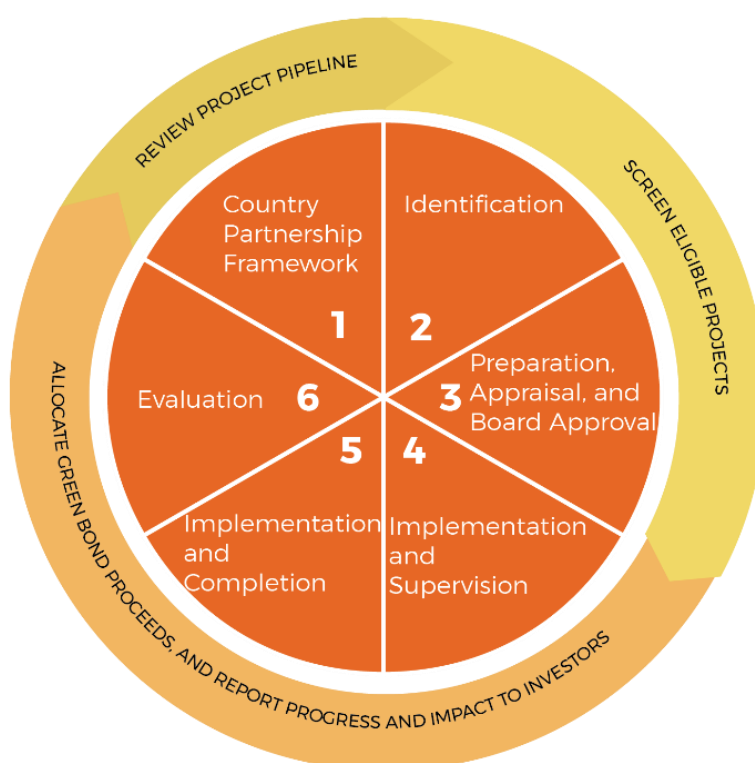 REVIEW PROJECT PIPELINE
SCREEN ELIGIBLE PROJECTS
ALLOCATE GREEN BOND PROCEEDS, AND REPORT PROGRESS AND IMPACT TO INVESTORS
Country
Partnership
Framework
1
Identification
2
Preparation,
Appraisal, and
Board Approval
3
Implementation
and
Supervision
4
Implementation
and
Completion
5
Evaluation
6